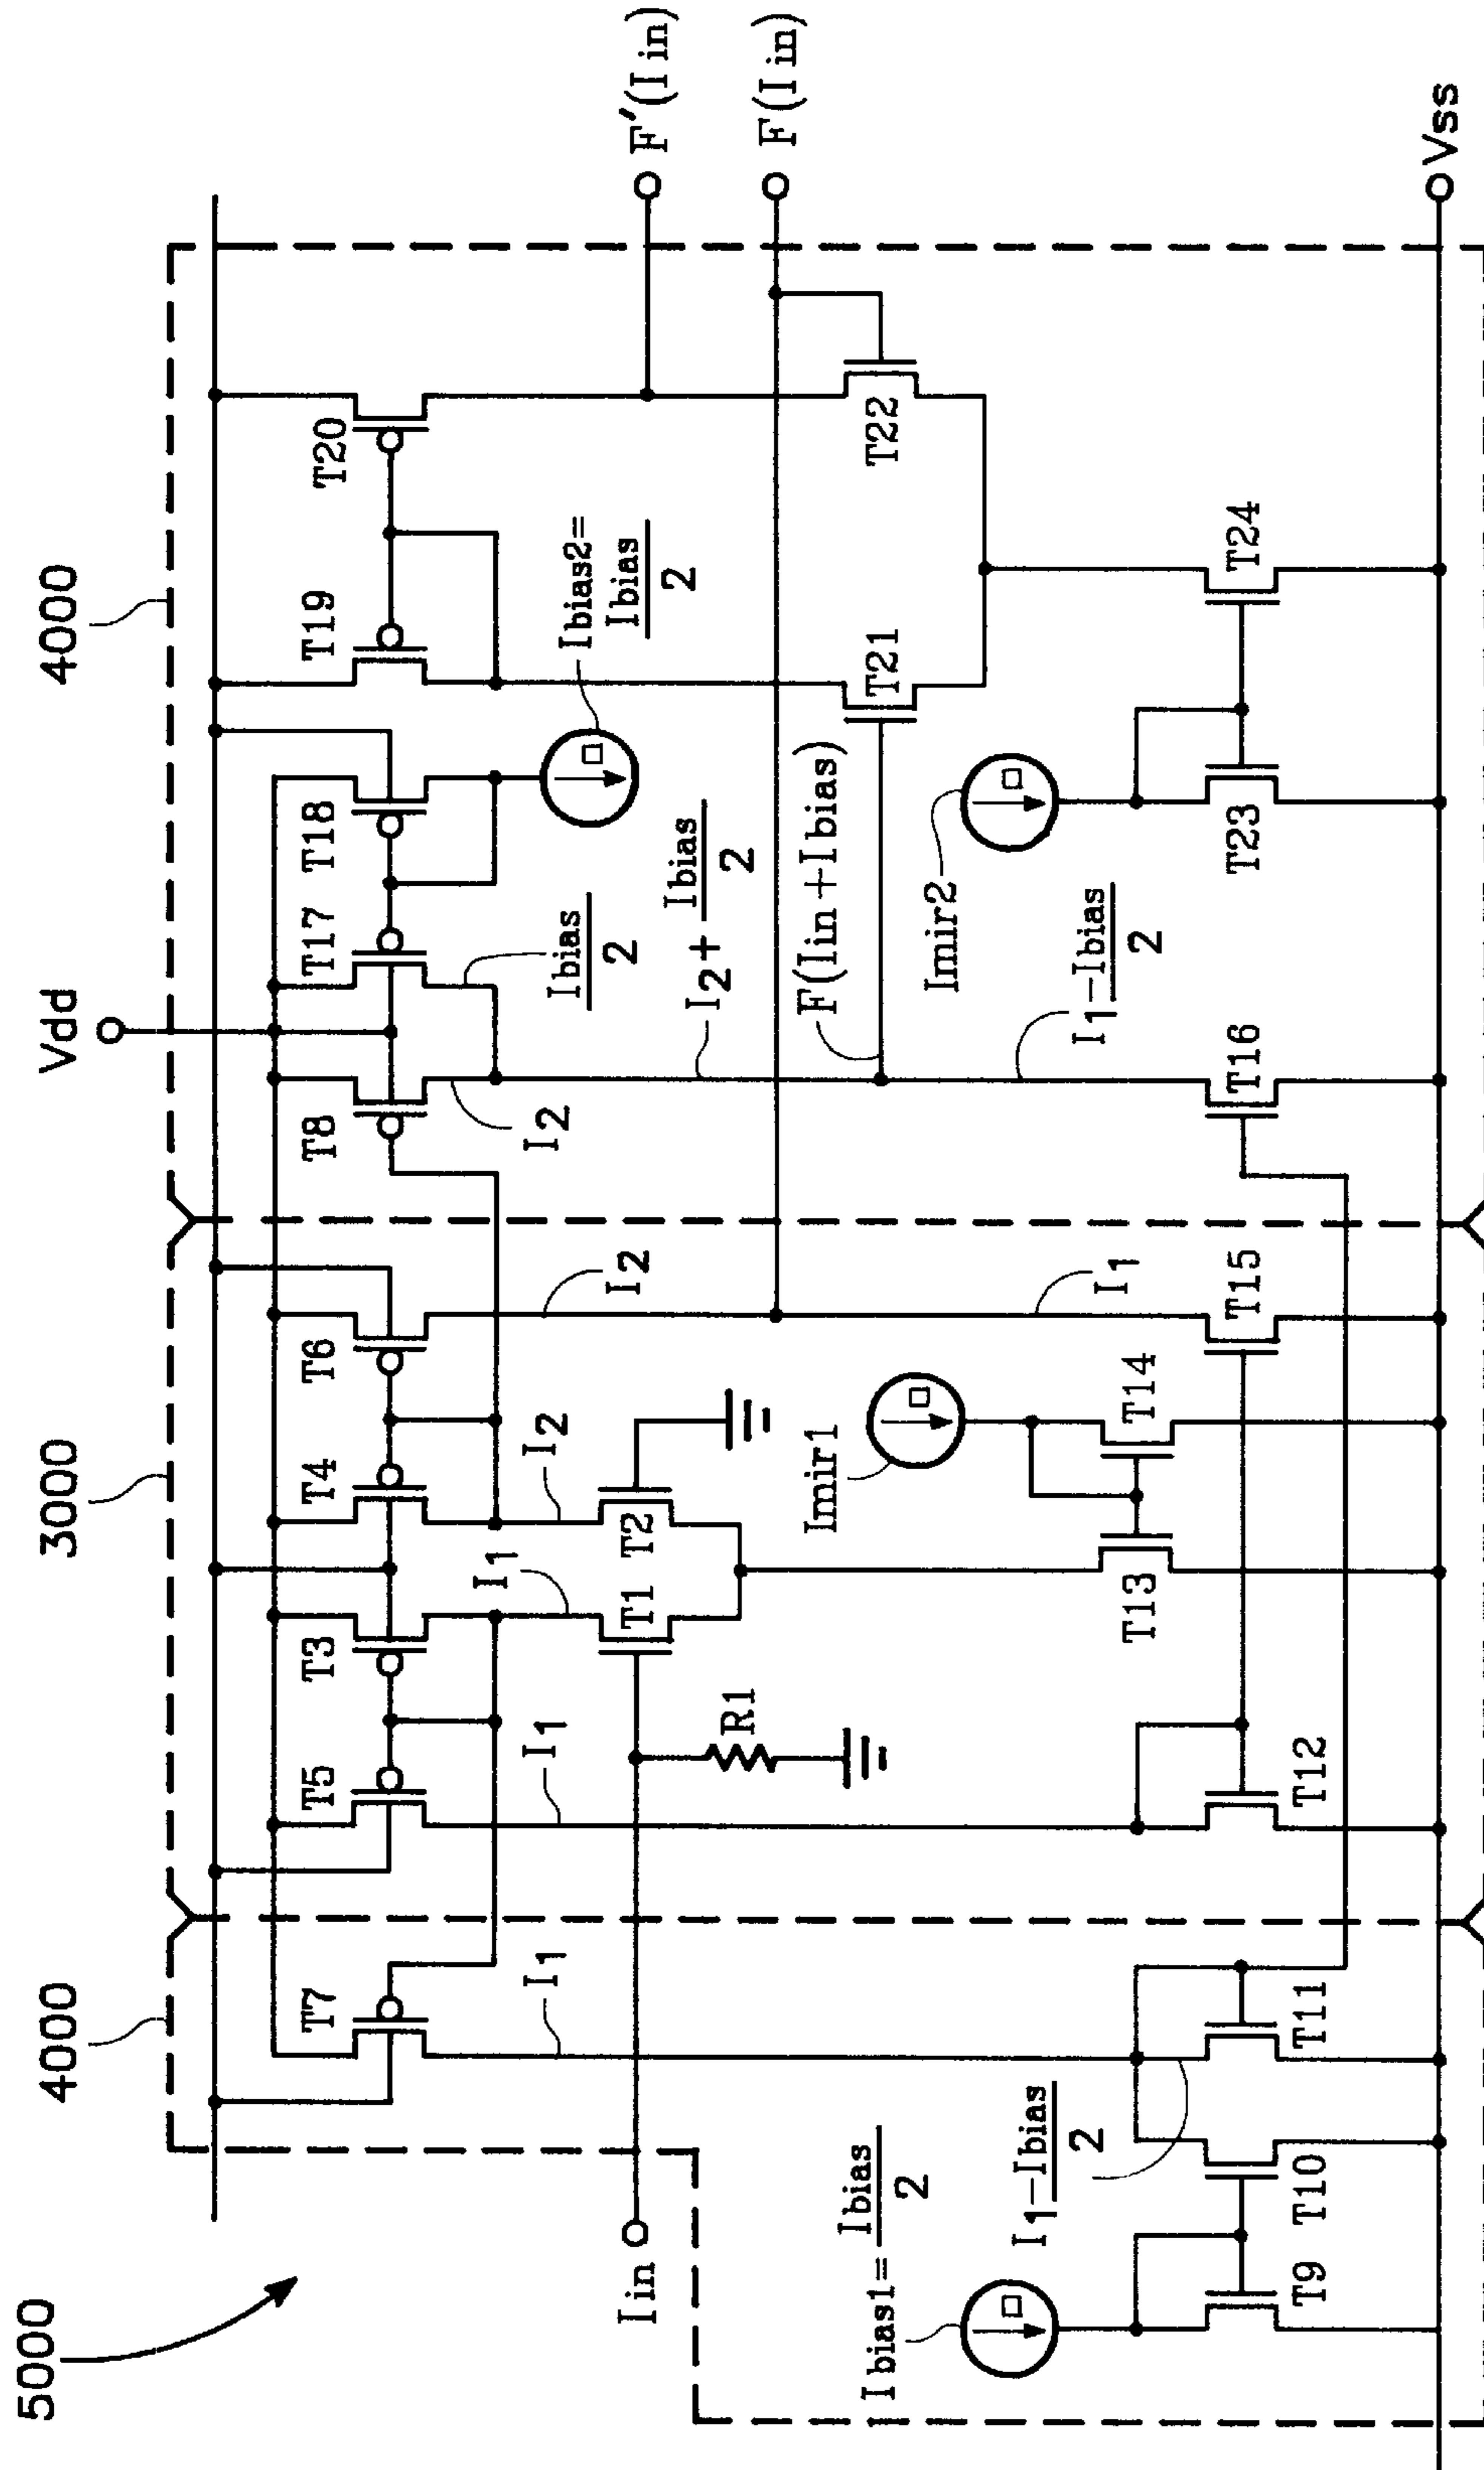 5000
4000
3000
4000
Vdd
T7
T5
T3
T4
T6
T8
T17
T18
T19
T20
Ibias2=
Ibias
2
Ibias
2
I1
I1
I1
I2
I2
I2
I2+
Ibias
2
F'(Iin)
F(Iin)
Iin
R1
T1
T2
T21
T22
F(Iin+Ibias)
Imir1
Imir2
Ibias1=
Ibias
2
I1-Ibias
2
I1
I1-Ibias
2
T13
T14
T9
T10
T11
T12
T15
T16
T23
T24
Vss